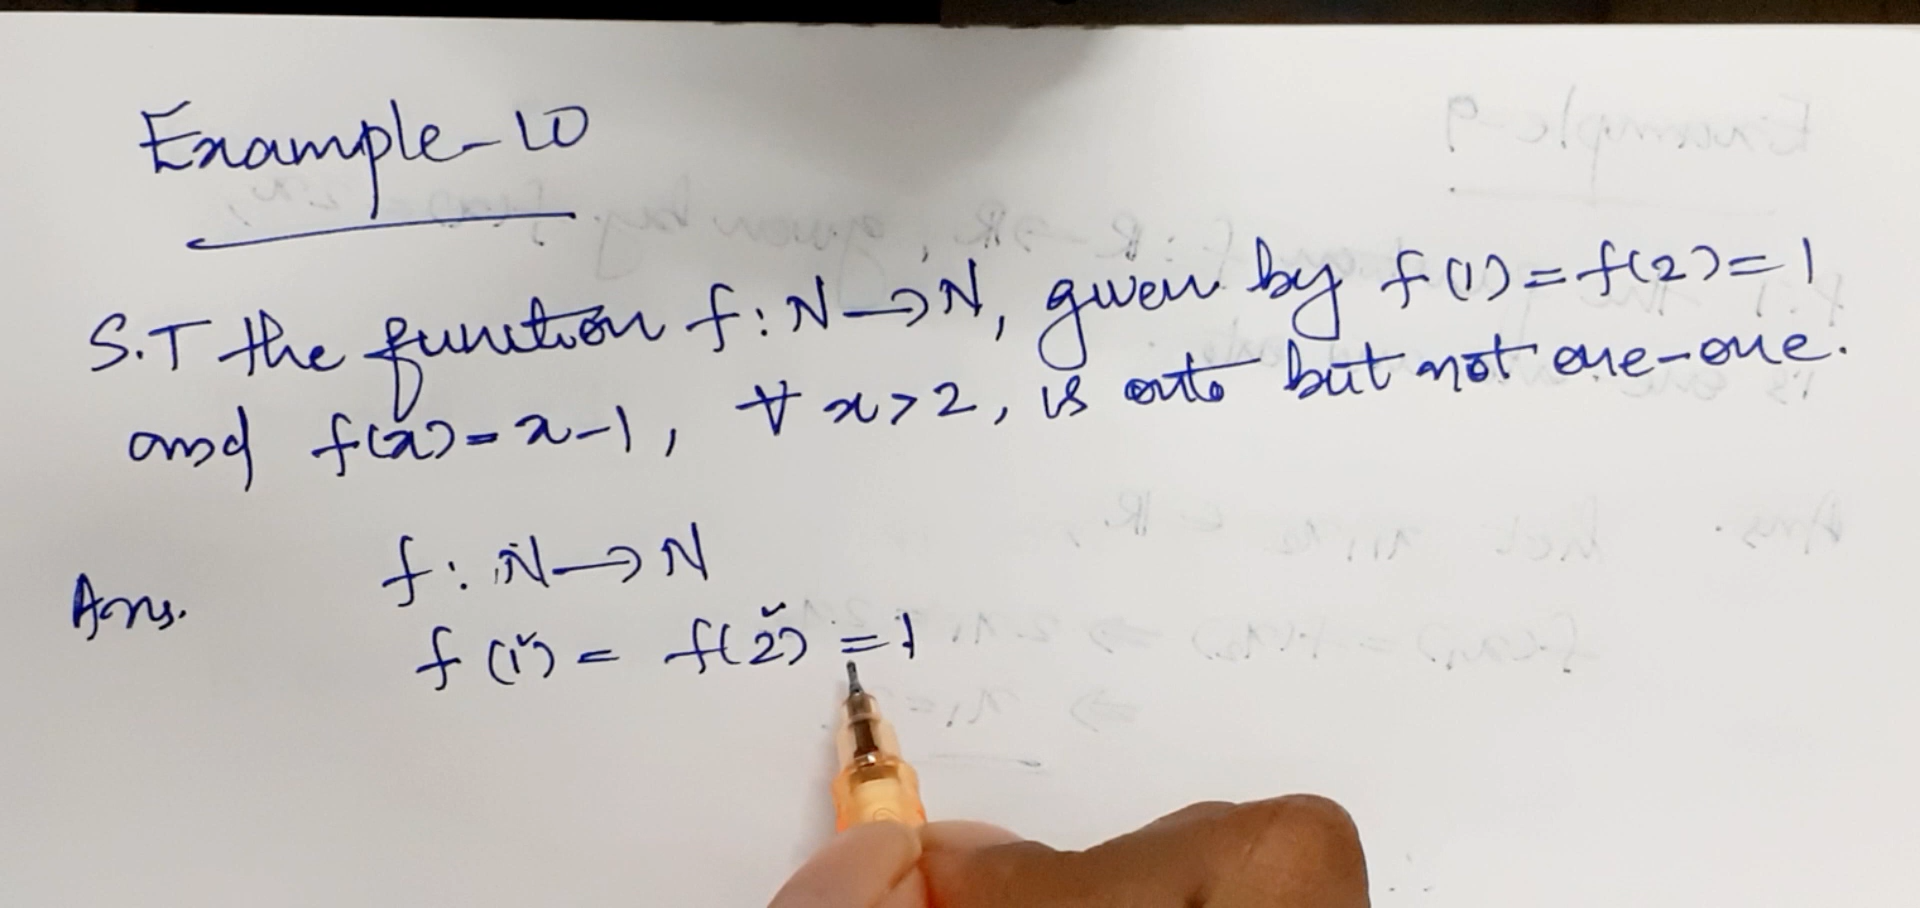 Example-10
S.T the function f: N→N, given by f(1) = f(2) = 1
and f(x) = x-1, ∀ x>2, is onto but not one-one.
Ans. f: N→N
f(1) = f(2) = 1